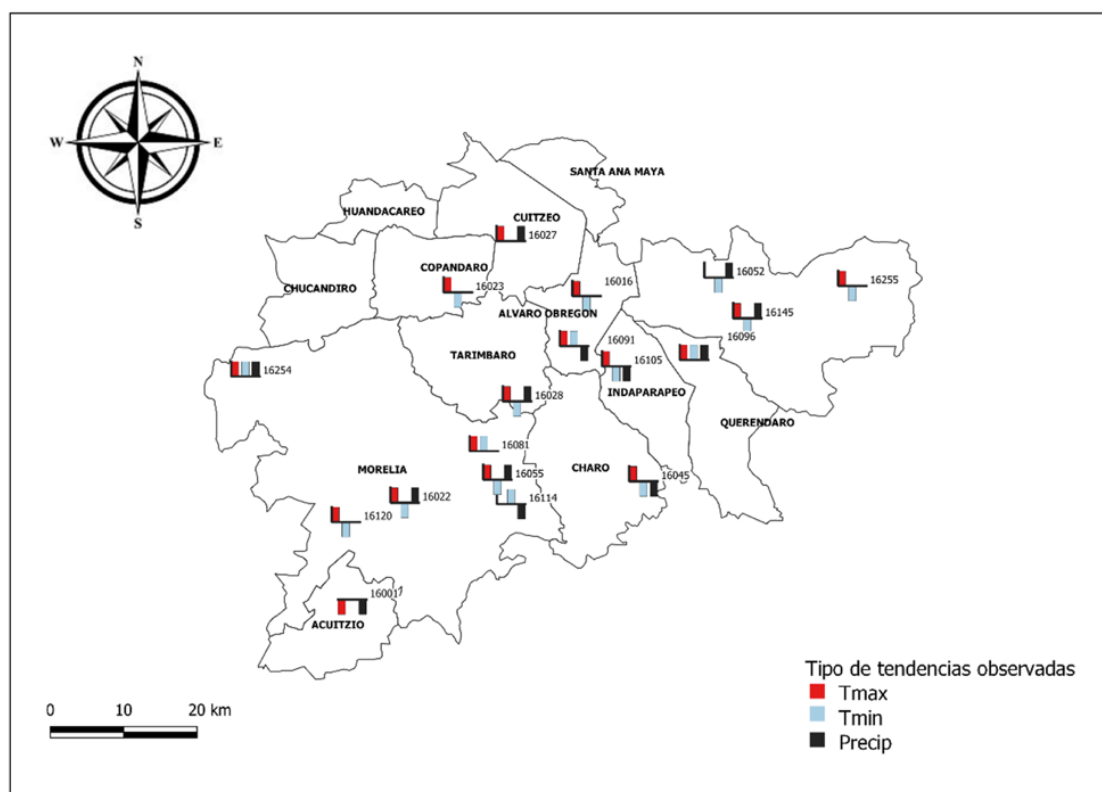 N
W E
S
SANTA ANA MAYA
HUANDACAREO
CUITZEO
16027
COPANDARO
16052
16255
CHUCANDIRO
16023
16016
16145
ALVARO OBREGON
16096
16091
TARIMBARO
16105
16254
INDAPARAPEO
16028
QUERENDARO
16081
MORELIA
CHARO
16055
16045
16022
16114
16120
16001
ACUITZIO
Tipo de tendencias observadas
Tmax
Tmin
Precip
0 10 20 km